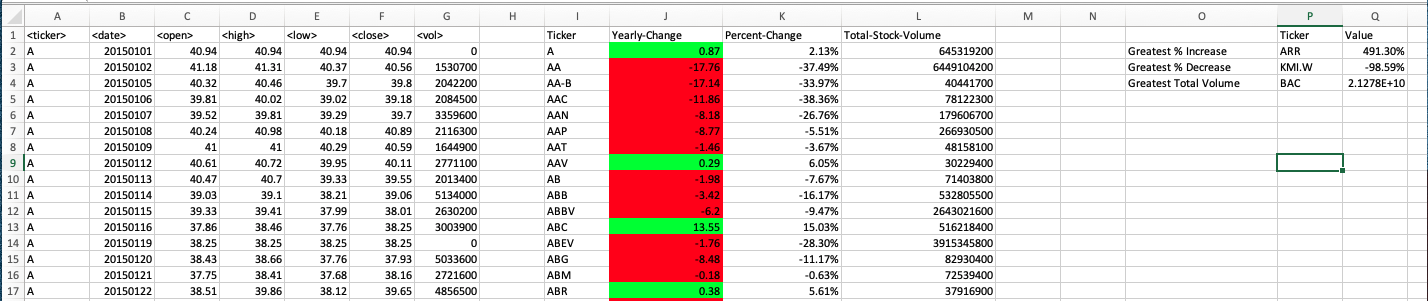 A B C D E F G H I J K L M N O P Q
1 <ticker> <date> <open> <high> <low> <close> <vol> Ticker Yearly-Change Percent-Change Total-Stock-Volume Ticker Value
2 A 20150101 40.94 40.94 40.94 40.94 0 A 0.87 2.13% 645319200 Greatest % Increase ARR 491.30%
3 A 20150102 41.18 41.31 40.37 40.56 1530700 AA -17.76 -37.49% 6449104200 Greatest % Decrease KMI.W -98.59%
4 A 20150105 40.32 40.46 39.7 39.8 2042200 AA-B -17.14 -33.97% 40441700 Greatest Total Volume BAC 2.1278E+10
5 A 20150106 39.81 40.02 39.02 39.18 2084500 AAC -11.86 -38.36% 78122300
6 A 20150107 39.52 39.81 39.29 39.7 3359600 AAN -8.18 -26.76% 179606700
7 A 20150108 40.24 40.98 40.18 40.89 2116300 AAP -8.77 -5.51% 266930500
8 A 20150109 41 41 40.29 40.59 1644900 AAT -1.46 -3.67% 48158100
9 A 20150112 40.61 40.72 39.95 40.11 2771100 AAV 0.29 6.05% 30229400
10 A 20150113 40.47 40.7 39.33 39.55 2013400 AB -1.98 -7.67% 71403800
11 A 20150114 39.03 39.1 38.21 39.06 5134000 ABB -3.42 -16.17% 532805500
12 A 20150115 39.33 39.41 37.99 38.01 2630200 ABBV -6.2 -9.47% 2643021600
13 A 20150116 37.86 38.46 37.76 38.25 3003900 ABC 13.55 15.03% 516218400
14 A 20150119 38.25 38.25 38.25 38.25 0 ABEV -1.76 -28.30% 3915345800
15 A 20150120 38.43 38.66 37.76 37.93 5033600 ABG -8.48 -11.17% 82930400
16 A 20150121 37.75 38.41 37.68 38.16 2721600 ABM -0.18 -0.63% 72539400
17 A 20150122 38.51 39.86 38.12 39.65 4856500 ABR 0.38 5.61% 37916900